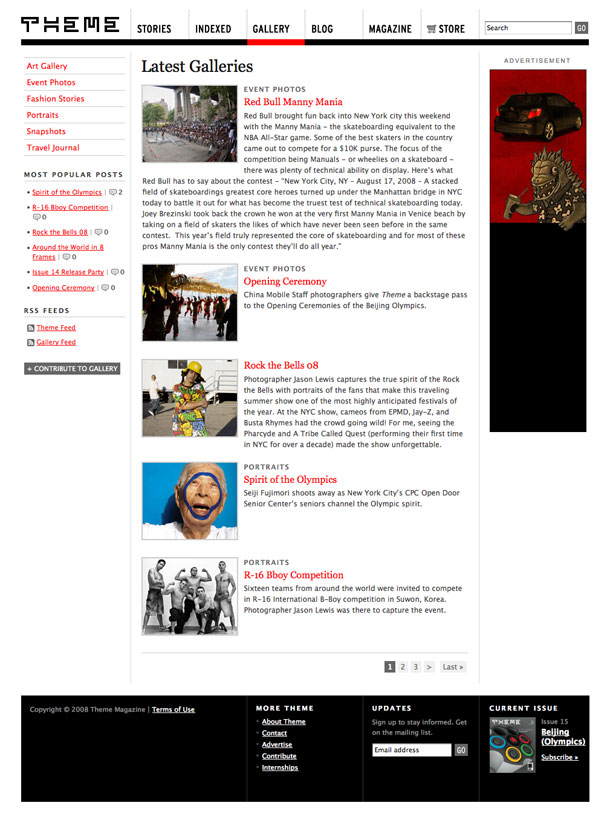 THEME
STORIES
INDEXED
GALLERY
BLOG
MAGAZINE
STORE
Search
GO
Art Gallery
Event Photos
Fashion Stories
Portraits
Snapshots
Travel Journal
MOST POPULAR POSTS
• Spirit of the Olympics | 2
• R-16 Bboy Competition |
0
• Rock the Bells 08 | 0
• Around the World in 8
Frames | 0
• Issue 14 Release Party | 0
• Opening Ceremony | 0
RSS FEEDS
Theme Feed
Gallery Feed
+ CONTRIBUTE TO GALLERY
Latest Galleries
EVENT PHOTOS
Red Bull Manny Mania
Red Bull brought fun back into New York city this weekend
with the Manny Mania - the skateboarding equivalent to the
NBA All-Star Game. Some of the best skaters in the country
came out to compete for a $10K purse. The focus of the
competition being Manuals - or wheelies on a skateboard -
there was plenty of technical ability on display. Here's what
Red Bull has to say about the contest - "New York City, NY - August 17, 2008 - A stacked
field of skateboardings greatest core heroes turned up under the Manhattan bridge in NYC
today to battle it out for what has become the truest test of technical skateboarding today.
Joey Brezinski took back the crown he won at the very first Manny Mania in Venice beach by
taking on a field of skaters the likes of which have never been seen before in the same
contest. This year's field truly represented the core of skateboarding and for most of these
pros Manny Mania is the only contest they'll do all year."
EVENT PHOTOS
Opening Ceremony
China Mobile Staff photographers give Theme a backstage pass
to the Opening Ceremonies of the Beijing Olympics.
Rock the Bells 08
Photographer Jason Lewis captures the true spirit of the Rock
the Bells with portraits of the fans that make this traveling
summer show one of the most highly anticipated festivals of
the year. At the NYC show, cameos from EPMD, Jay-Z, and
Busta Rhymes had the crowd going wild! For me, seeing the
Pharcyde and A Tribe Called Quest (performing their first time
in NYC for over a decade) made the show unforgettable.
PORTRAITS
Spirit of the Olympics
Seiji Fujimori shoots away as New York City's CPC Open Door
Senior Center's seniors channel the Olympic spirit.
PORTRAITS
R-16 Bboy Competition
Sixteen teams from around the world were invited to compete
in R-16 International B-Boy competition in Suwon, Korea.
Photographer Jason Lewis was there to capture the event.
1 2 3 > Last »
ADVERTISEMENT
Copyright © 2008 Theme Magazine | Terms of Use
MORE THEME
About Theme
Contact
Advertise
Contribute
Internships
UPDATES
Sign up to stay informed. Get
on the mailing list.
Email address
GO
CURRENT ISSUE
THEME
Issue 15
Beijing
(Olympics)
Subscribe »